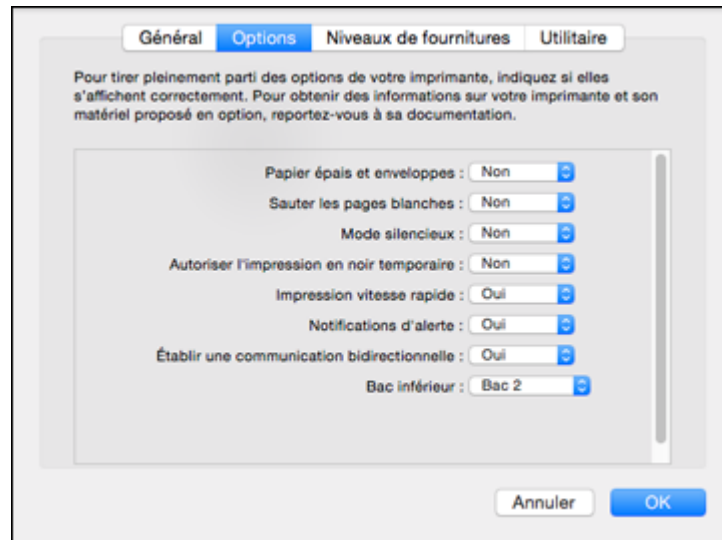 Général Options Niveaux de fournitures Utilitaire
Pour tirer pleinement parti des options de votre imprimante, indiquez si elles
s'affichent correctement. Pour obtenir des informations sur votre imprimante et son
matériel proposé en option, reportez-vous à sa documentation.
Papier épais et enveloppes : Non
Sauter les pages blanches : Non
Mode silencieux : Non
Autoriser l'impression en noir temporaire : Non
Impression vitesse rapide : Oui
Notifications d'alerte : Oui
Établir une communication bidirectionnelle : Oui
Bac inférieur : Bac 2
Annuler OK